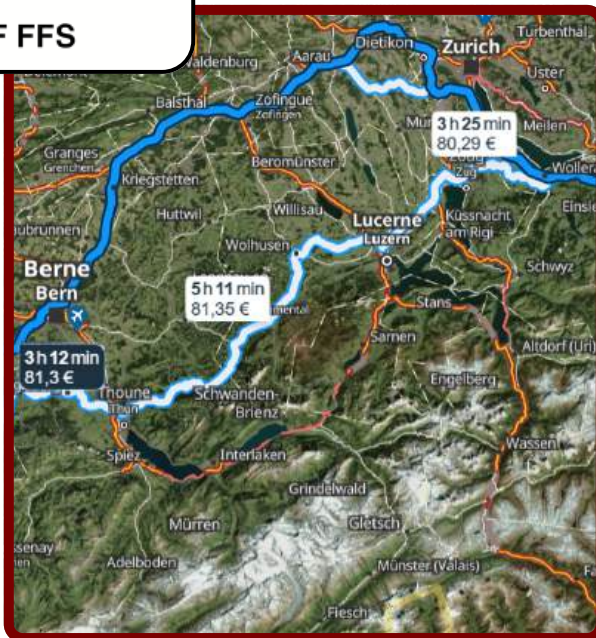 F FFS
Dietikon
Turbenthal
Zurich
Aarau
Uster
Balsthal
Zofingue
Zofingen
3 h 25 min
80,29 €
Meilen
Granges
Grenchen
Beromünster
Zug
Wollera
Kriegstetten
Willisau
Lucerne
Luzern
Küssnacht
am Rigi
Einsie
Huttwil
Wolhusen
Schwyz
Berne
Bern
5 h 11 min
81,35 €
Stans
Sarnen
Altdorf (Uri)
3 h 12 min
81,3 €
Thoune
Thun
Schwanden-
Brienz
Engelberg
Spiez
Interlaken
Wassen
Grindelwald
Mürren
Gletsch
Adelboden
Münster (Valais)
Fiesch